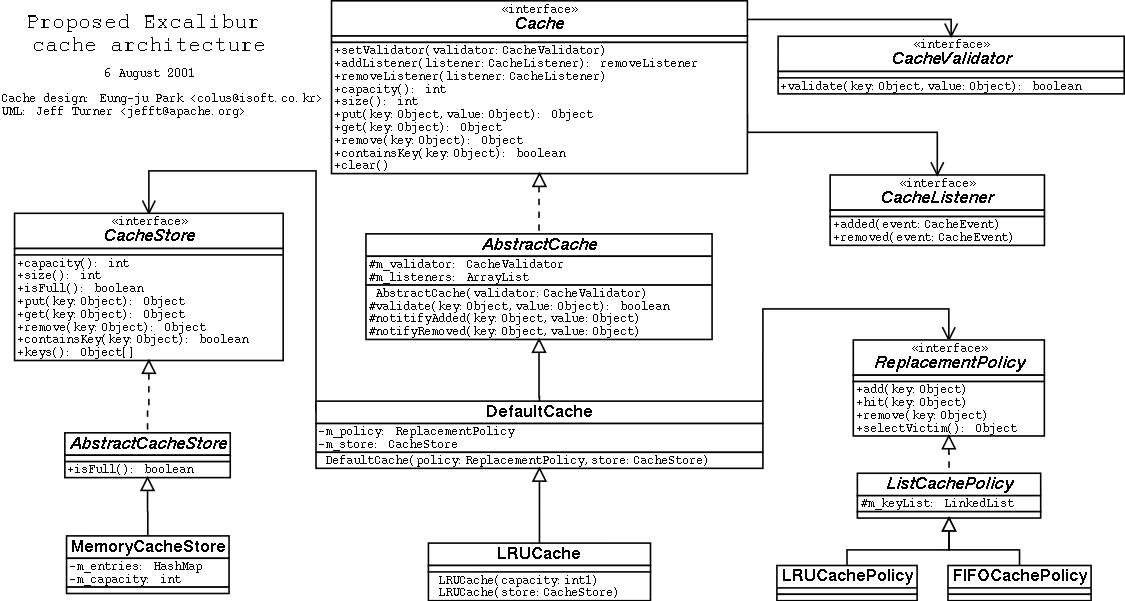 Proposed Excalibur
cache architecture
6 August 2001
Cache design: Eung-ju Park <colus@isoft.co.kr>
UML: Jeff Turner <jefft@apache.org>
«interface»
Cache
+setValidator(validator:CacheValidator)
+addListener(listener:CacheListener): removeListener
+removeListener(listener:CacheListener)
+capacity(): int
+size(): int
+put(key:Object,value:Object): Object
+get(key:Object): Object
+remove(key:Object): Object
+containsKey(key:Object): boolean
+clear()
«interface»
CacheValidator
+validate(key:Object,value:Object): boolean
«interface»
CacheListener
+added(event:CacheEvent)
+removed(event:CacheEvent)
«interface»
CacheStore
+capacity(): int
+size(): int
+isFull(): boolean
+put(key:Object): Object
+get(key:Object): Object
+remove(key:Object): Object
+containsKey(key:Object): boolean
+keys(): Object[]
AbstractCache
#m_validator: CacheValidator
#m_listeners: ArrayList
AbstractCache(validator:CacheValidator)
#validate(key:Object,value:Object): boolean
#notitifyAdded(key:Object,value:Object)
#notifyRemoved(key:Object,value:Object)
«interface»
ReplacementPolicy
+add(key:Object)
+hit(key:Object)
+remove(key:Object)
+selectVictim(): Object
DefaultCache
-m_policy: ReplacementPolicy
-m_store: CacheStore
DefaultCache(policy:ReplacementPolicy,store:CacheStore)
AbstractCacheStore
+isFull(): boolean
ListCachePolicy
#m_keyList: LinkedList
MemoryCacheStore
-m_entries: HashMap
-m_capacity: int
LRUCache
LRUCache(capacity:int1)
LRUCache(store:CacheStore)
LRUCachePolicy
FIFOCachePolicy